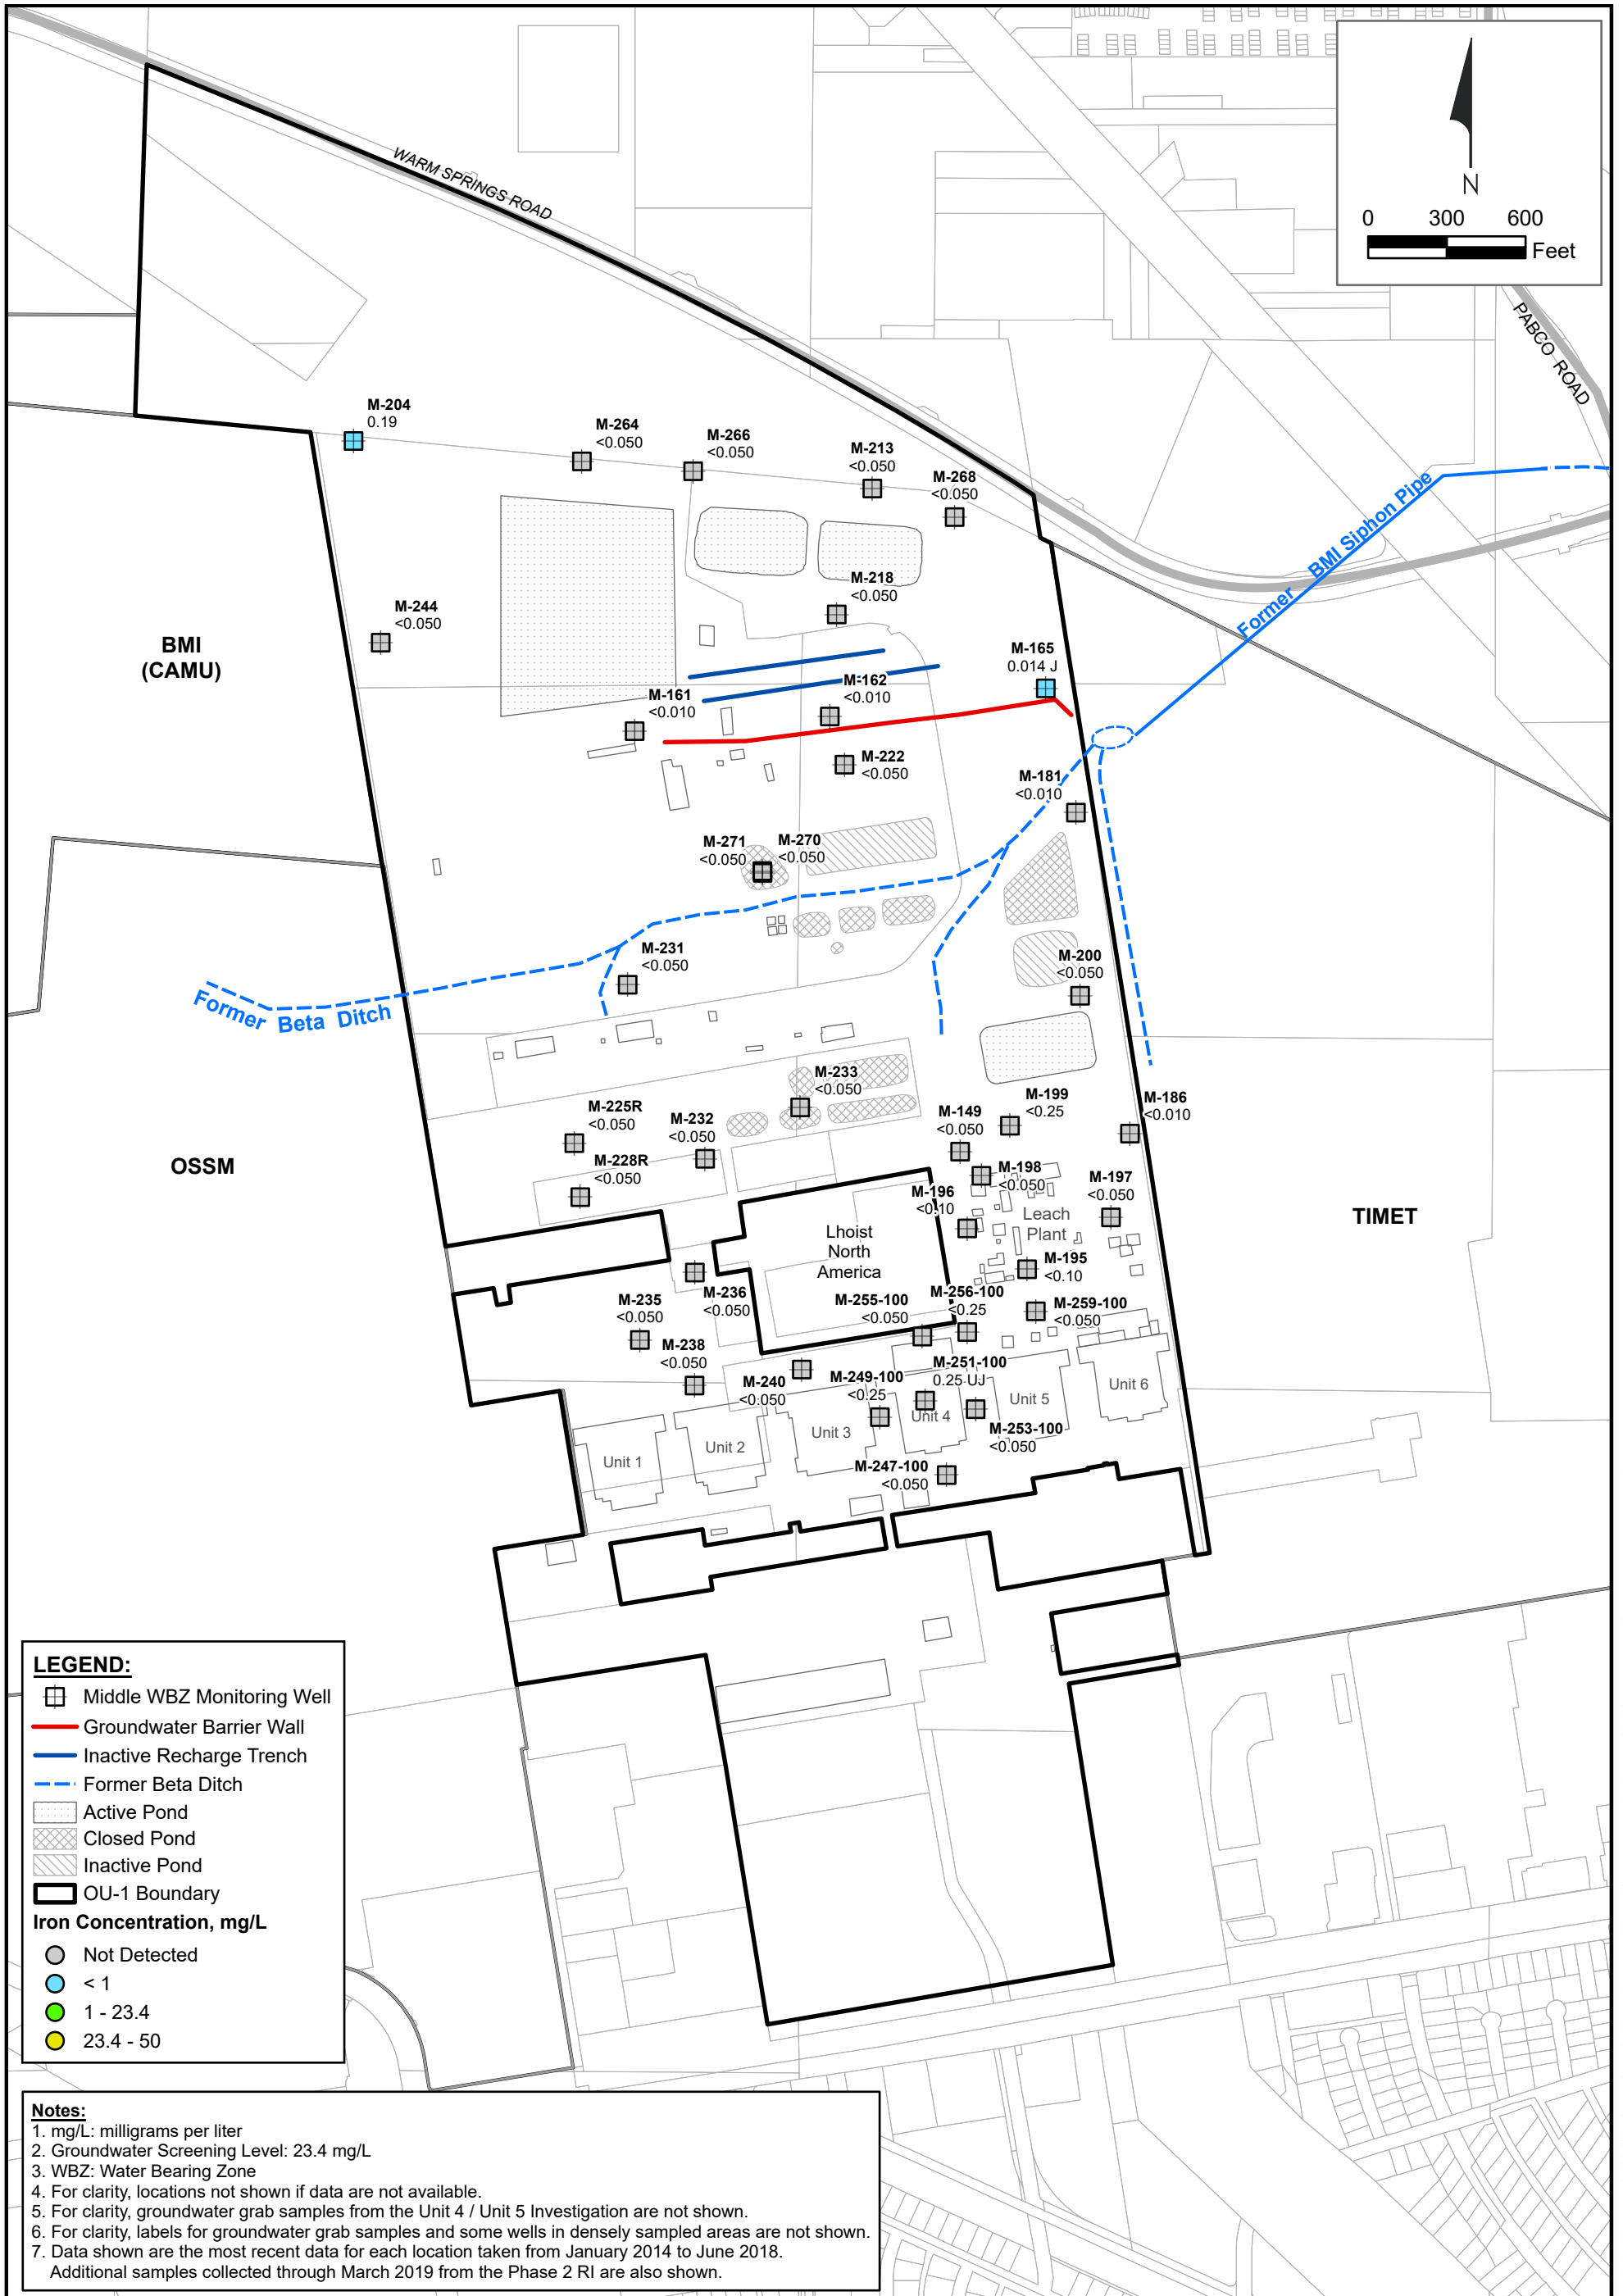 WARM SPRINGS ROAD
N
0 300 600
Feet
PABCO ROAD
M-204
0.19
M-264
<0.050
M-266
<0.050
M-213
<0.050
M-268
<0.050
Former BMI Siphon Pipe
M-218
<0.050
M-244
<0.050
BMI
(CAMU)
M-165
0.014 J
M-161
<0.010
M-162
<0.010
M-222
<0.050
M-181
<0.010
M-271
<0.050
M-270
<0.050
M-231
<0.050
M-200
<0.050
Former Beta Ditch
M-233
<0.050
M-199
<0.25
M-186
<0.010
M-225R
<0.050
M-232
<0.050
M-149
<0.050
OSSM
M-228R
<0.050
M-198
<0.050
M-197
<0.050
M-196
<0.10
Leach
Plant
TIMET
Lhoist
North
America
M-195
<0.10
M-236
<0.050
M-235
<0.050
M-255-100
<0.050
M-256-100
<0.25
M-259-100
<0.050
M-238
<0.050
M-240
<0.050
M-249-100
<0.25
M-251-100
0.25 UJ
Unit 6
Unit 5
Unit 4
Unit 3
Unit 2
Unit 1
M-253-100
<0.050
M-247-100
<0.050
LEGEND:
Middle WBZ Monitoring Well
Groundwater Barrier Wall
Inactive Recharge Trench
Former Beta Ditch
Active Pond
Closed Pond
Inactive Pond
OU-1 Boundary
Iron Concentration, mg/L
Not Detected
< 1
1 - 23.4
23.4 - 50
Notes:
1. mg/L: milligrams per liter
2. Groundwater Screening Level: 23.4 mg/L
3. WBZ: Water Bearing Zone
4. For clarity, locations not shown if data are not available.
5. For clarity, groundwater grab samples from the Unit 4 / Unit 5 Investigation are not shown.
6. For clarity, labels for groundwater grab samples and some wells in densely sampled areas are not shown.
7. Data shown are the most recent data for each location taken from January 2014 to June 2018.
Additional samples collected through March 2019 from the Phase 2 RI are also shown.